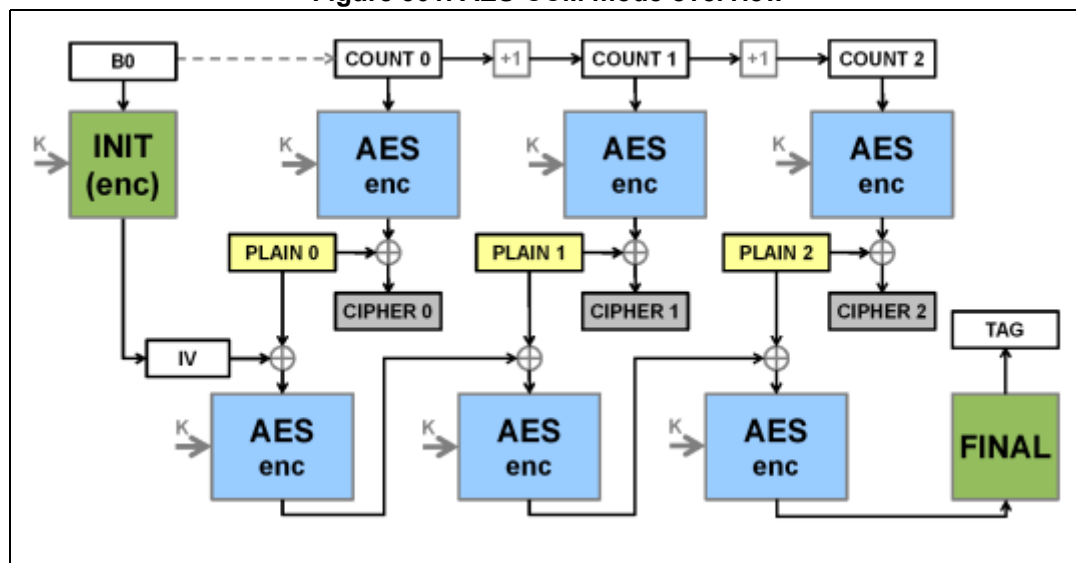 B0
COUNT 0
+1
COUNT 1
+1
COUNT 2
K
INIT
(enc)
K
AES
enc
K
AES
enc
K
AES
enc
PLAIN 0
PLAIN 1
PLAIN 2
CIPHER 0
CIPHER 1
CIPHER 2
TAG
IV
K
AES
enc
K
AES
enc
K
AES
enc
FINAL